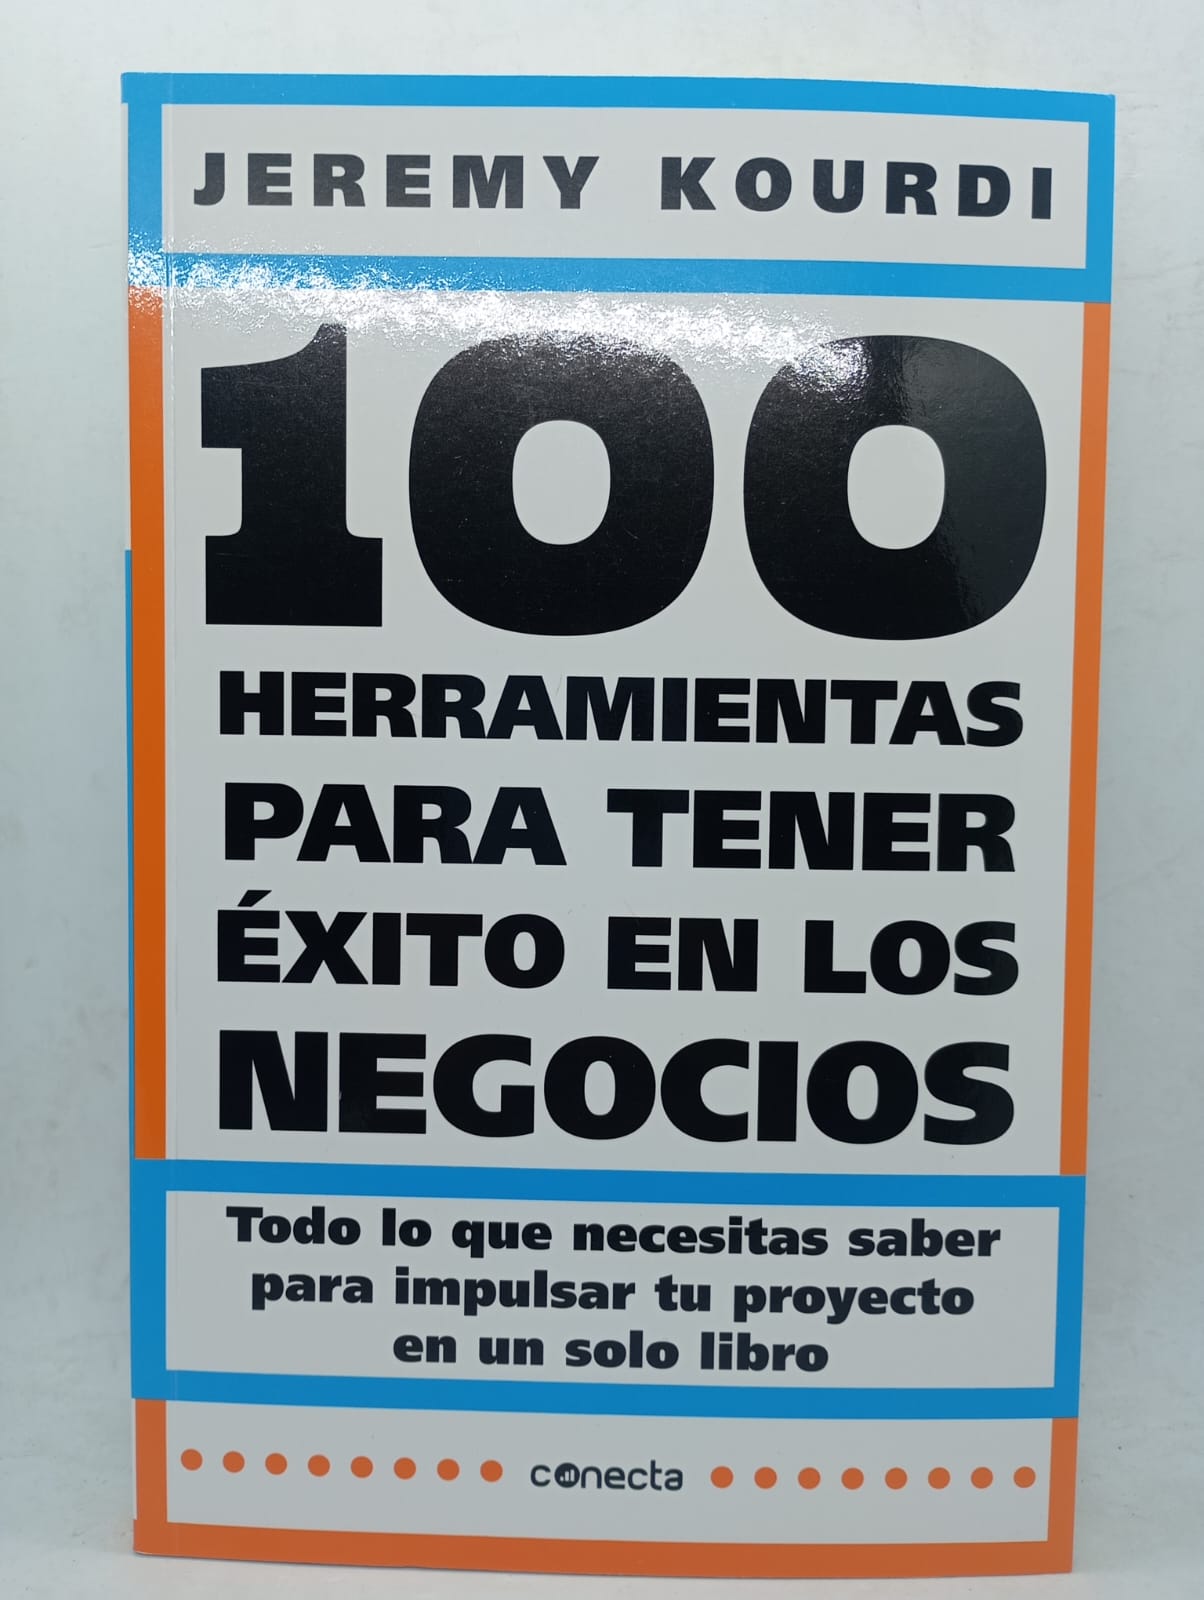 JEREMY KOURDI
100
HERRAMIENTAS
PARA TENER
ÉXITO EN LOS
NEGOCIOS
Todo lo que necesitas saber
para impulsar tu proyecto
en un solo libro
conecta